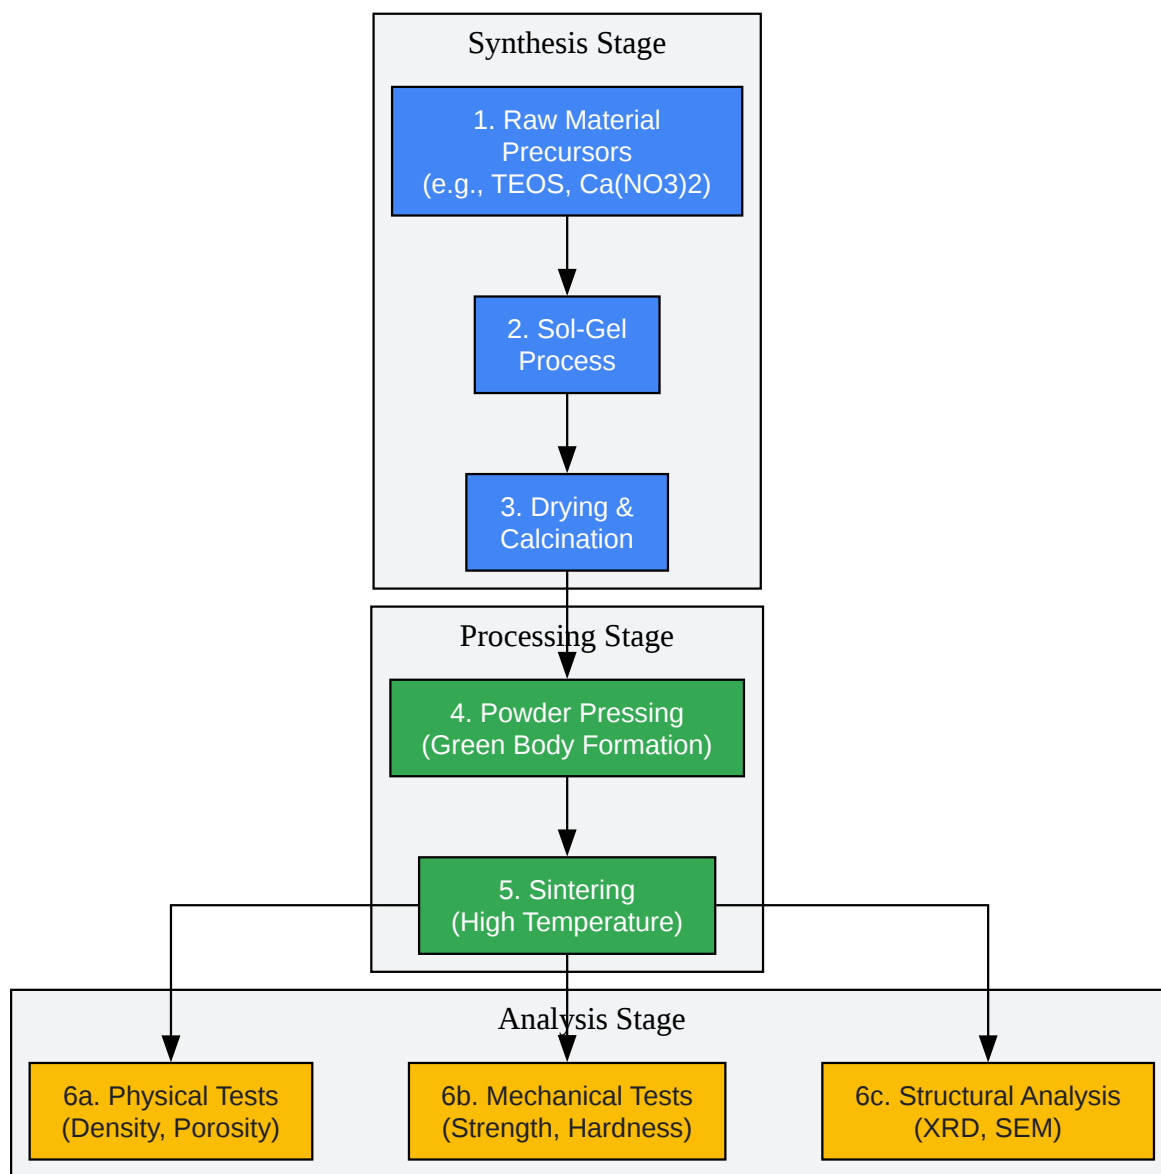 Synthesis Stage
1. Raw Material
Precursors
(e.g., TEOS, Ca(NO3)2)
2. Sol-Gel
Process
3. Drying &
Calcination
Processing Stage
4. Powder Pressing
(Green Body Formation)
5. Sintering
(High Temperature)
Analysis Stage
6a. Physical Tests
(Density, Porosity)
6b. Mechanical Tests
(Strength, Hardness)
6c. Structural Analysis
(XRD, SEM)